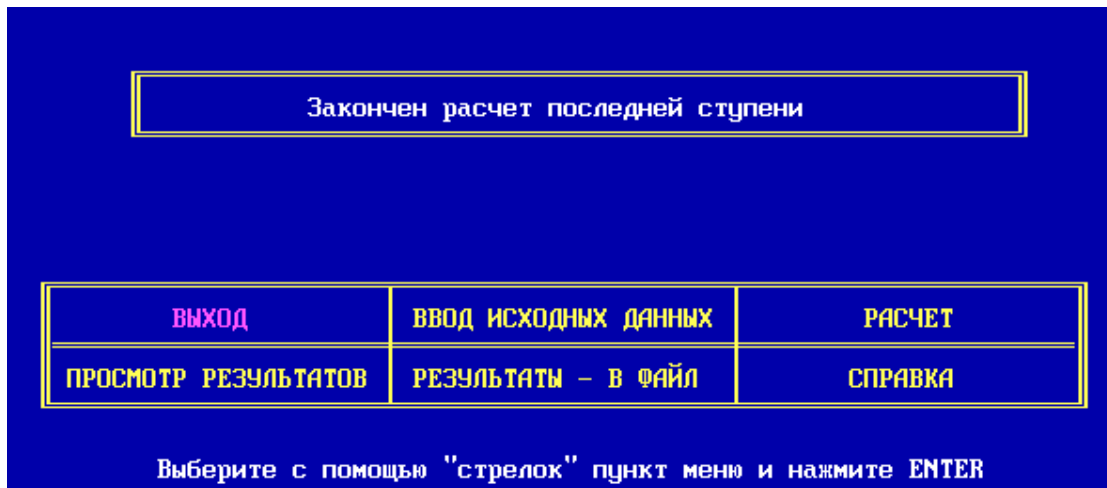 Закончен расчет последней ступени
ВЫХОД ВВОД ИСХОДНЫХ ДАННЫХ РАСЧЕТ
ПРОСМОТР РЕЗУЛЬТАТОВ РЕЗУЛЬТАТЫ - В ФАЙЛ СПРАВКА
Выберите с помощью "стрелок" пункт меню и нажмите ENTER